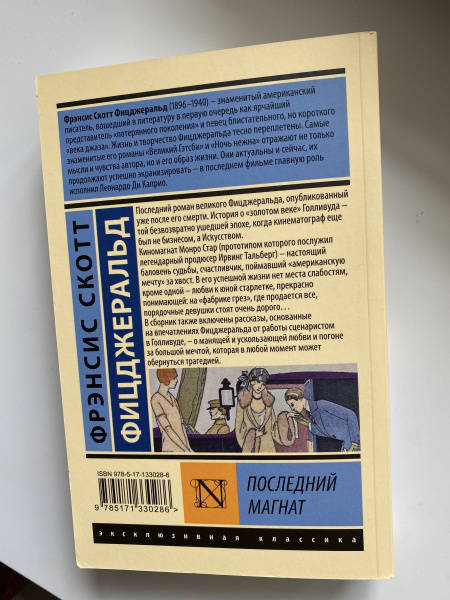 Фрэнсис Скотт Фицджеральд (1896–1940) – знаменитый американский
писатель, вошедший в литературу в первую очередь как ярчайший
представитель «потерянного поколения» и певец блистательного, но короткого
«века джаза». Жизнь и творчество Фицджеральда тесно переплетены. Самые
знаменитые его романы «Великий Гэтсби» и «Ночь нежна» отражают не только
мысли и чувства автора, но и его образ жизни. Они актуальны и сейчас, их
продолжают успешно экранизировать – в последнем фильме главную роль
исполнил Леонардо Ди Каприо.
ФРЭНСИС СКОТТ
ФИЦДЖЕРАЛЬД
Последний роман великого Фицджеральда, опубликованный
уже после его смерти. История о «золотом веке» Голливуда –
той безвозвратно ушедшей эпохе, когда кинематограф еще
был не бизнесом, а Искусством.
Киномагнат Монро Стар (прототипом которого послужил
легендарный продюсер Ирвинг Тальберг) – настоящий
баловень судьбы, счастливчик, поймавший «американскую
мечту» за хвост. В его успешной жизни нет места слабостям,
кроме одной – любви к юной старлетке, прекрасно
понимающей: на «фабрике грез», где продается все,
порядочные девушки стоят очень дорого…
В сборник также включены рассказы, основанные
на впечатлениях Фицджеральда от работы сценаристом
в Голливуде, – о манящей и ускользающей любви и погоне
за большой мечтой, которая в любой момент может
обернуться трагедией.
ISBN 978-5-17-133028-6
9 785171 330286 >
N
ПОСЛЕДНИЙ
МАГНАТ
эксклюзивная классика